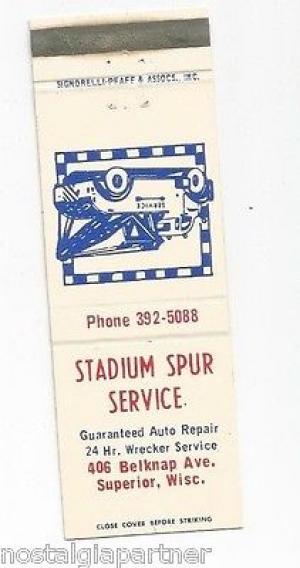 SIGNORELLI-PFAFF & ASSOCS., INC.
SERVICE
Phone 392-5088
STADIUM SPUR
SERVICE.
Guaranteed Auto Repair
24 Hr. Wrecker Service
406 Belknap Ave.
Superior, Wisc.
CLOSE COVER BEFORE STRIKING
nostalgiapartner